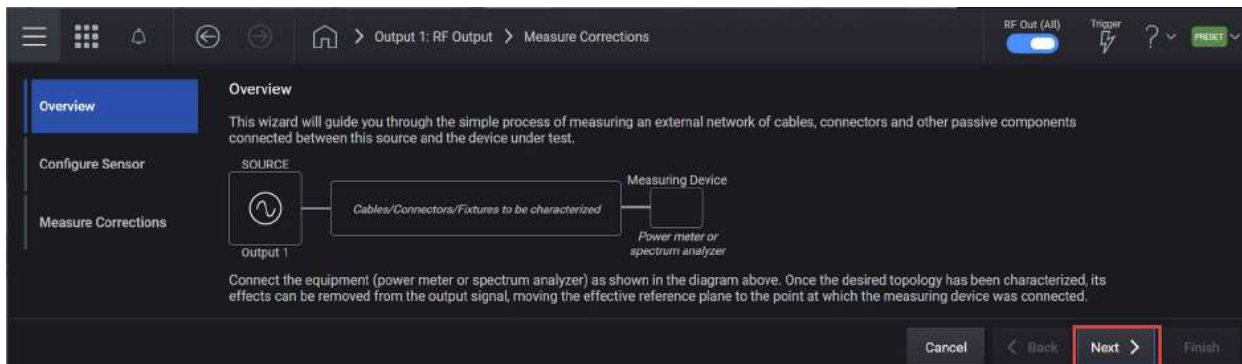 Output 1: RF Output > Measure Corrections
RF Out (All)
Trigger
?
PRESET
Overview
Configure Sensor
Measure Corrections
Overview
This wizard will guide you through the simple process of measuring an external network of cables, connectors and other passive components
connected between this source and the device under test.
SOURCE
Output 1
Cables/Connectors/Fixtures to be characterized
Measuring Device
Power meter or
spectrum analyzer
Connect the equipment (power meter or spectrum analyzer) as shown in the diagram above. Once the desired topology has been characterized, its
effects can be removed from the output signal, moving the effective reference plane to the point at which the measuring device was connected.
Cancel
< Back
Next >
Finish